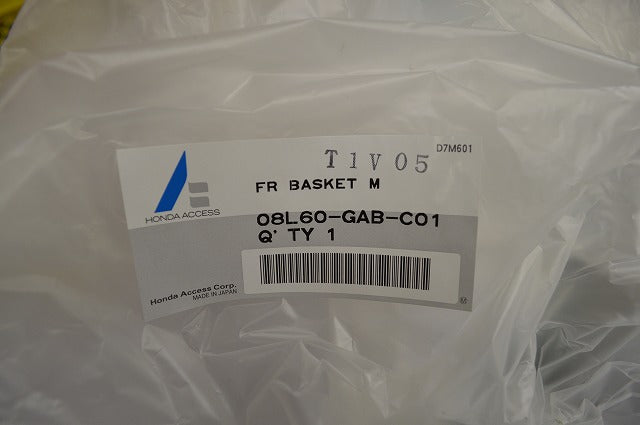 T1V05
D7M601
FR BASKET M
HONDA ACCESS
08L60-GAB-C01
Q'TY 1
Honda Access Corp.
MADE IN JAPAN
M